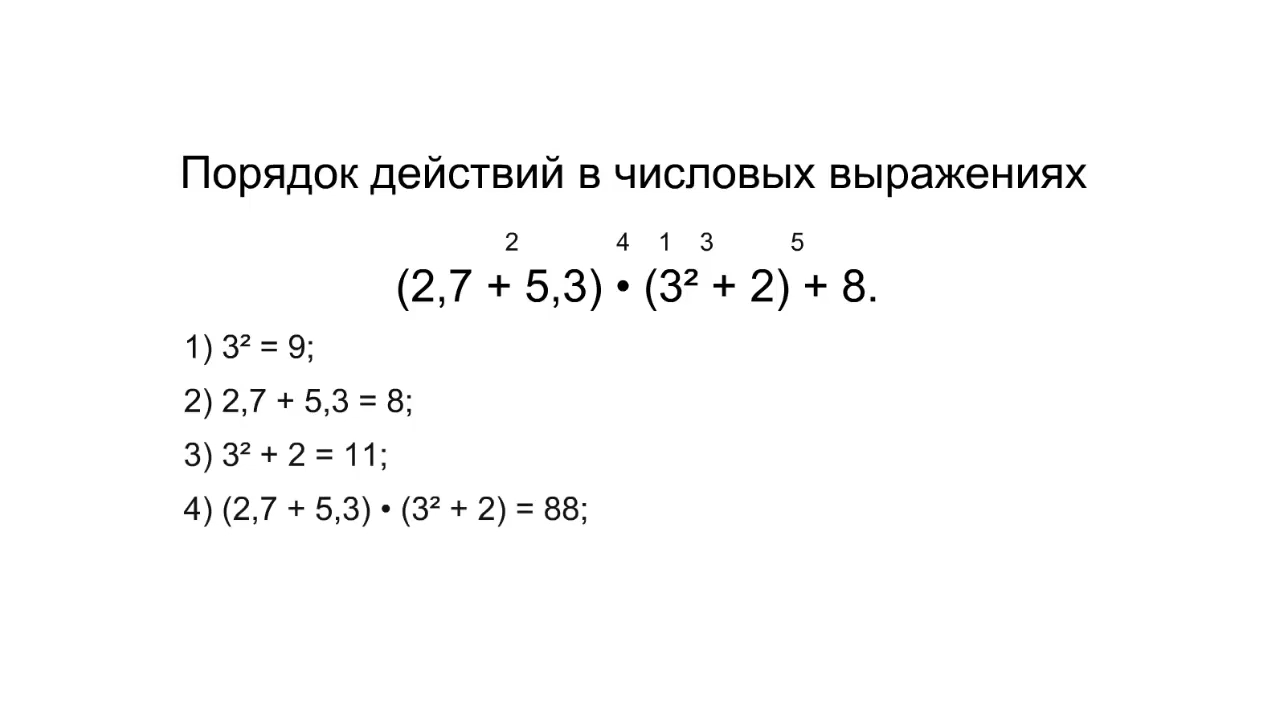 Порядок действий в числовых выражениях
2 4 1 3 5
(2,7 + 5,3) • (3² + 2) + 8.
1) 3² = 9;
2) 2,7 + 5,3 = 8;
3) 3² + 2 = 11;
4) (2,7 + 5,3) • (3² + 2) = 88;